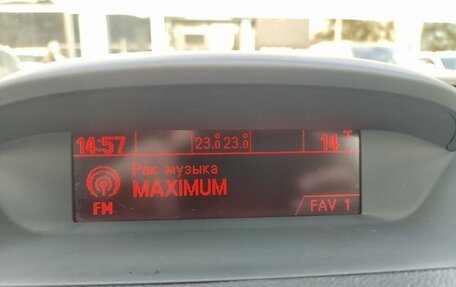 14:57 23.0 23.0 14 °C
Рок музыка
MAXIMUM
FM FAV 1